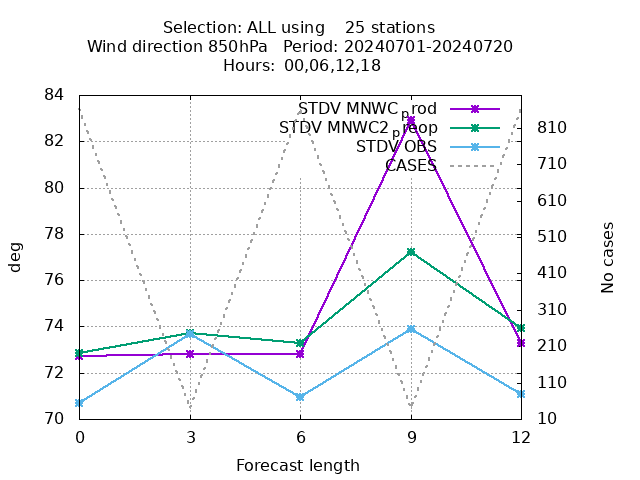 Selection: ALL using 25 stations
Wind direction 850hPa Period: 20240701-20240720
Hours: 00,06,12,18
84
82
80
78
76
74
72
70
deg
STDV MNWCprod
STDV MNWC2preop
STDV OBS
CASES
810
710
610
510
410
310
210
110
10
No cases
0 3 6 9 12
Forecast length